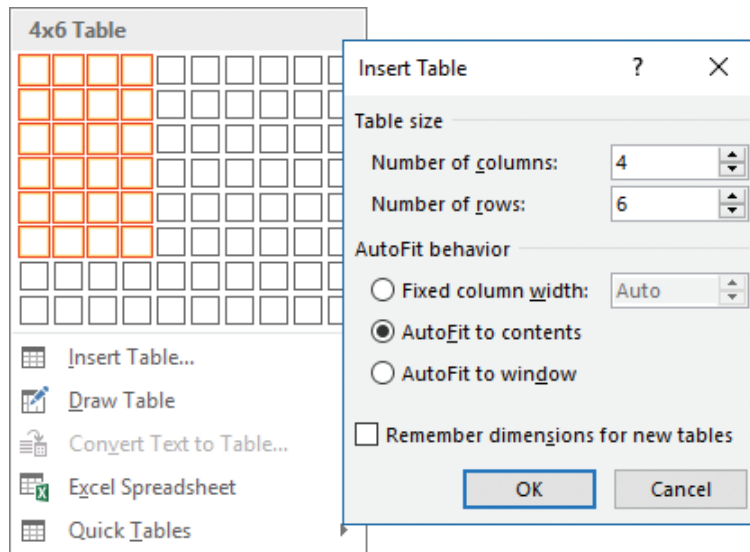 4x6 Table
Insert Table...
Draw Table
Convert Text to Table...
Excel Spreadsheet
Quick Tables
Insert Table ?
Table size
Number of columns: 4
Number of rows: 6
AutoFit behavior
Fixed column width: Auto
AutoFit to contents
AutoFit to window
Remember dimensions for new tables
OK Cancel